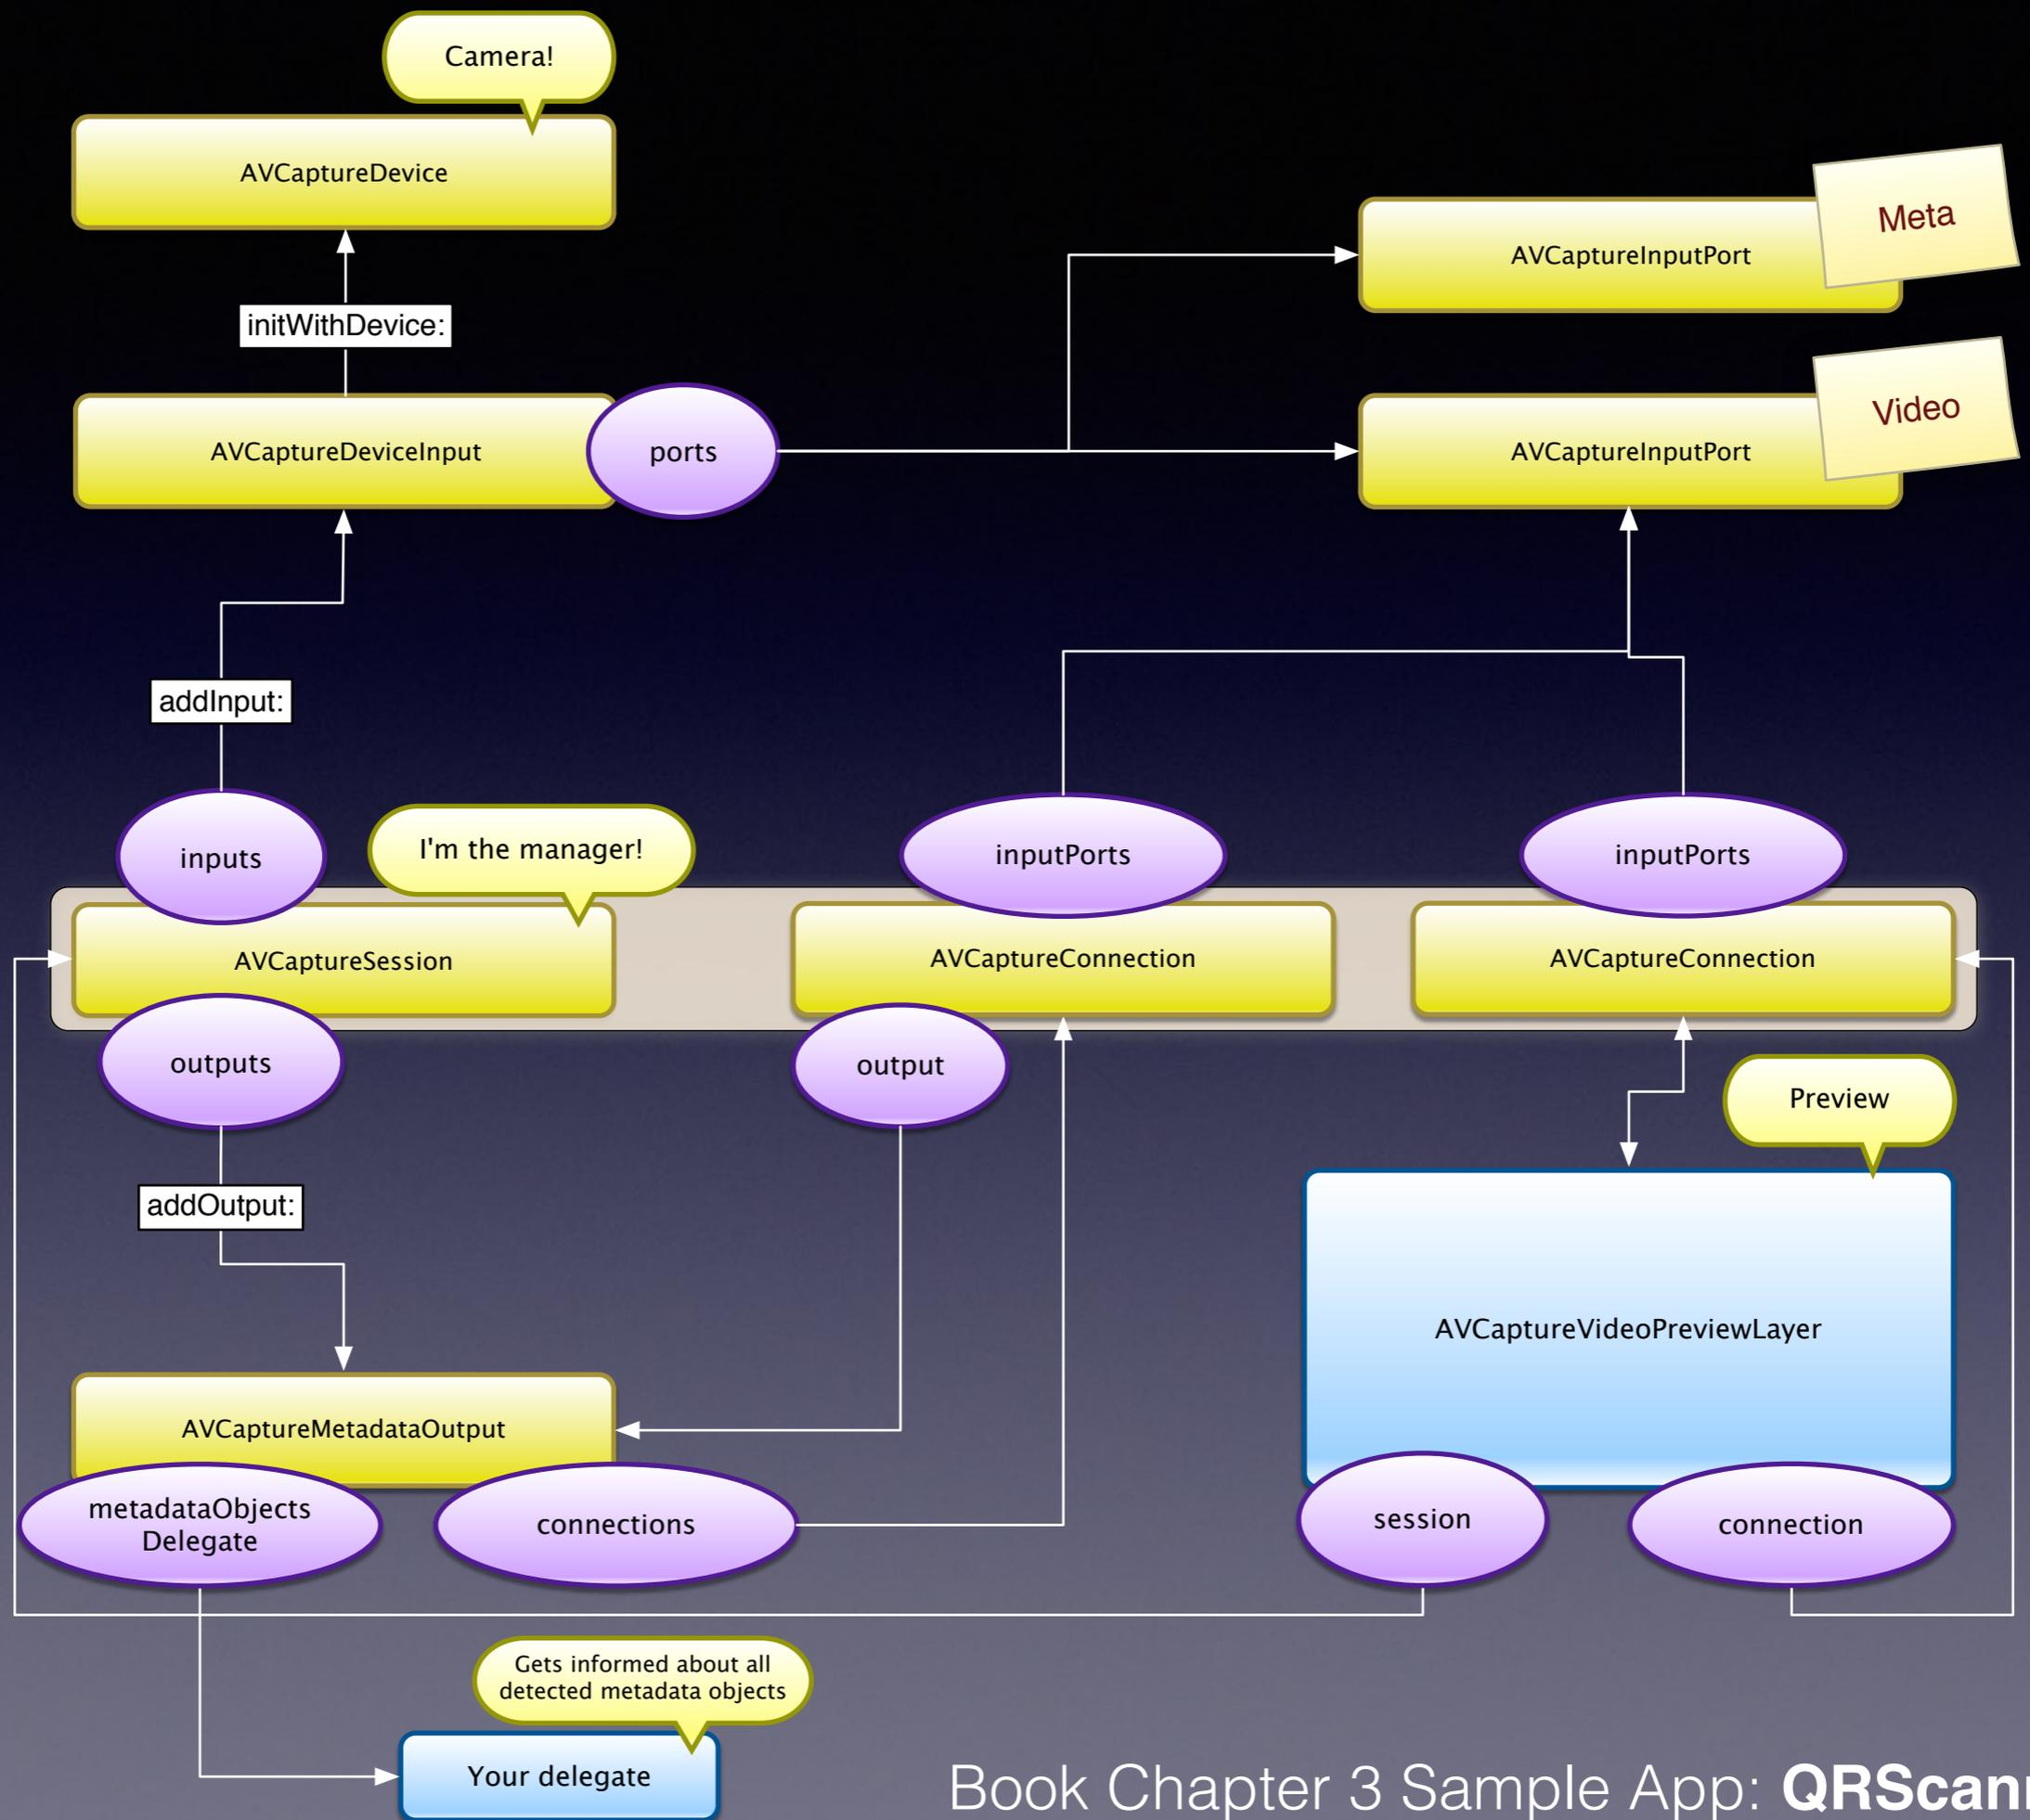 Camera!
AVCaptureDevice
Meta
AVCaptureInputPort
initWithDevice:
Video
AVCaptureDeviceInput
ports
AVCaptureInputPort
addInput:
inputs
I'm the manager!
inputPorts
inputPorts
AVCaptureSession
AVCaptureConnection
AVCaptureConnection
outputs
output
Preview
addOutput:
AVCaptureVideoPreviewLayer
AVCaptureMetadataOutput
metadataObjects
Delegate
connections
session
connection
Gets informed about all
detected metadata objects
Your delegate
Book Chapter 3 Sample App: